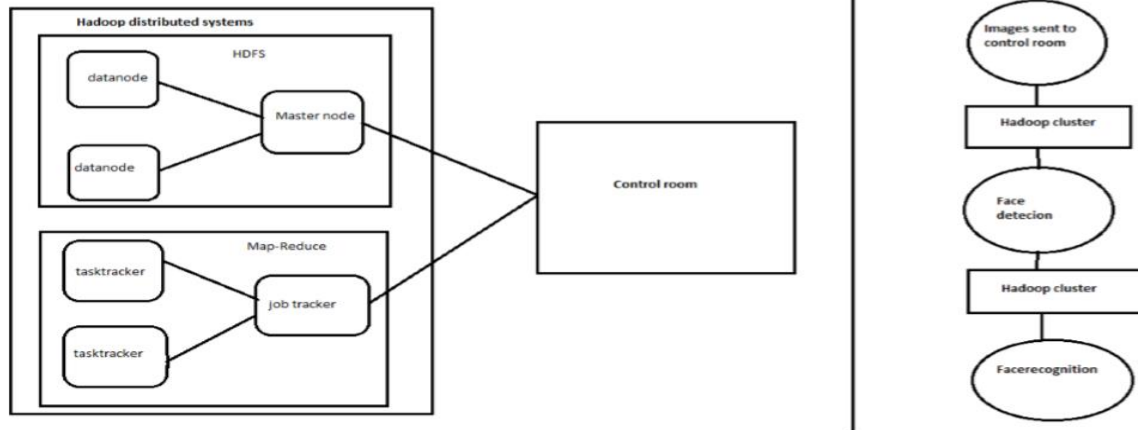 Hadoop distributed systems
HDFS
datanode
Master node
datanode
Map-Reduce
tasktracker
job tracker
tasktracker
Control room
Images sent to
control room
Hadoop cluster
Face
detecion
Hadoop cluster
Facerecognition